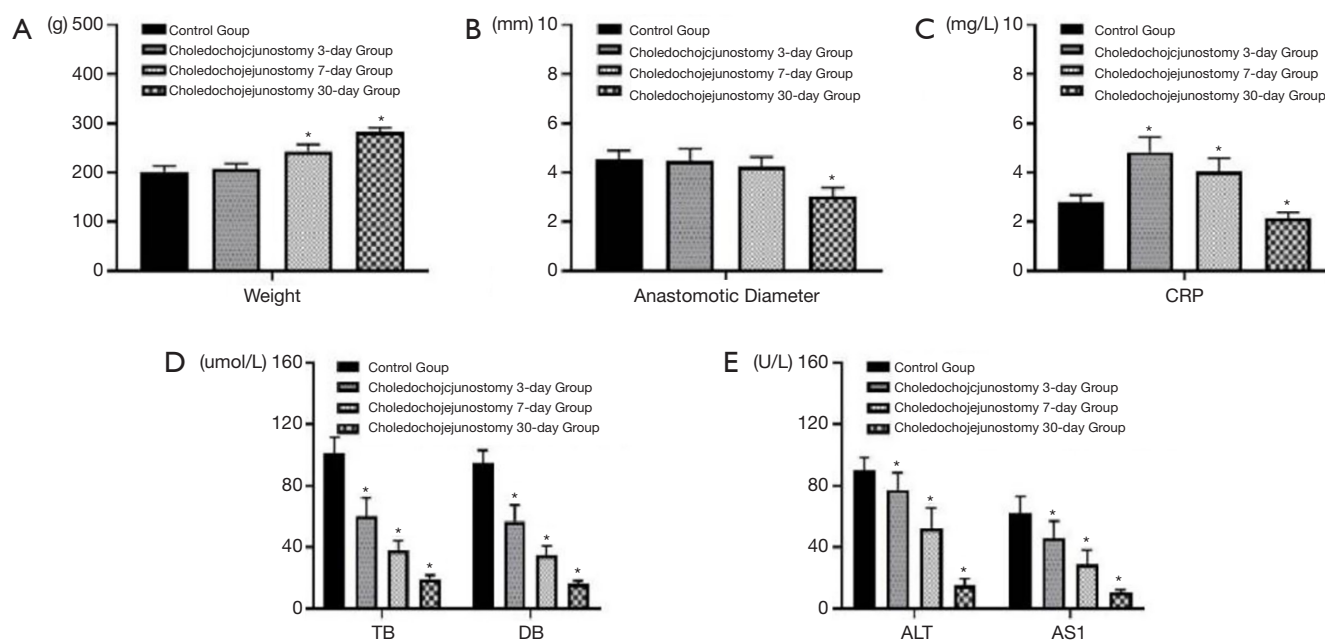 A (g) 500
400
300
200
100
0
Control Goup
Choledochojcjunostomy 3-day Group
Choledochojejunostomy 7-day Group
Choledochojejunostomy 30-day Group
*
*
Weight
B (mm) 10
8
6
4
2
0
Control Goup
Choledochojcjunostomy 3-day Group
Choledochojejunostomy 7-day Group
Choledochojejunostomy 30-day Group
*
Anastomotic Diameter
C (mg/L) 10
8
6
4
2
0
Control Goup
Choledochojcjunostomy 3-day Group
Choledochojejunostomy 7-day Group
Choledochojejunostomy 30-day Group
*
*
*
CRP
D (umol/L) 160
120
80
40
0
Control Goup
Choledochojcjunostomy 3-day Group
Choledochojejunostomy 7-day Group
Choledochojejunostomy 30-day Group
*
*
*
*
*
*
TB DB
E (U/L) 160
120
80
40
0
Control Goup
Choledochojcjunostomy 3-day Group
Choledochojejunostomy 7-day Group
Choledochojejunostomy 30-day Group
*
*
*
*
*
*
ALT AS1